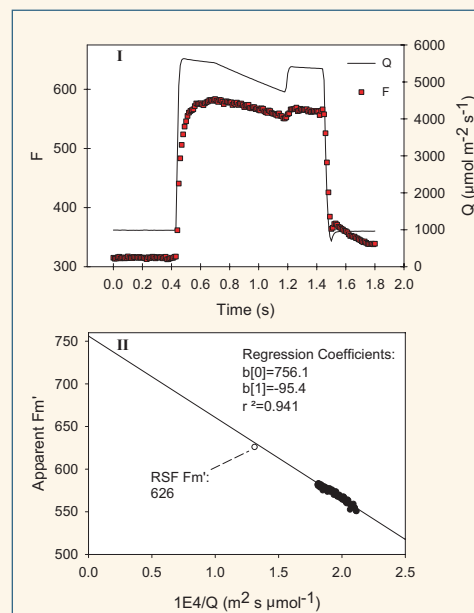 I
Q
F
600
500
400
300
F
6000
5000
4000
3000
2000
1000
0
Q
(µmol m-2 s-1)
0.0 0.2 0.4 0.6 0.8 1.0 1.2 1.4 1.6 1.8 2.0
Time (s)
II
750
700
650
600
550
500
Apparent Fm'
Regression Coefficients:
b[0]=756.1
b[1]=-95.4
r ²=0.941
RSF Fm':
626
0.0 0.5 1.0 1.5 2.0 2.5
1E4/Q (m² s µmol⁻¹)